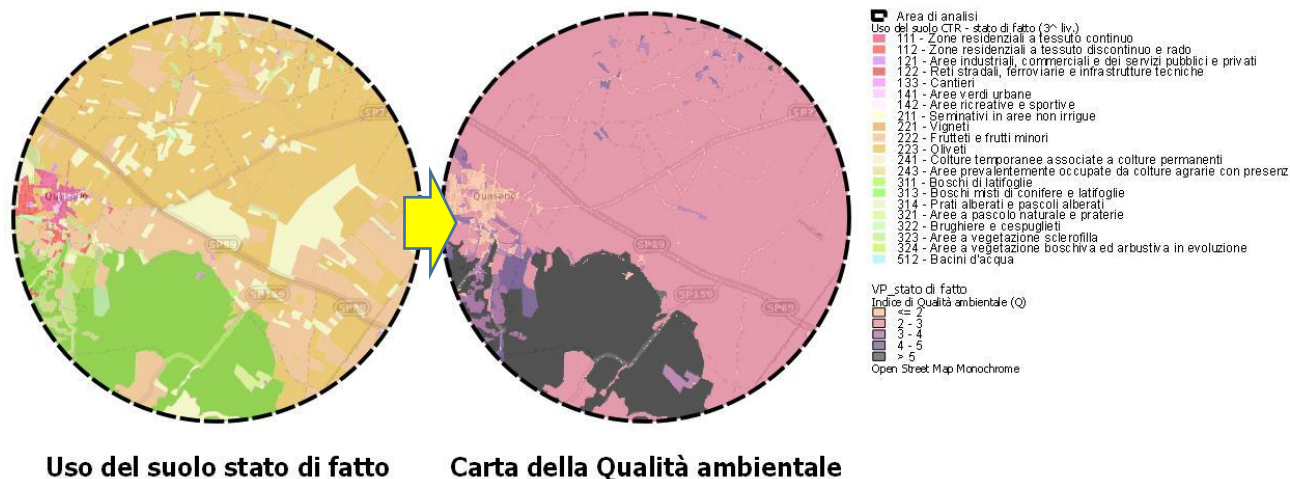 Area di analisi
Uso del suolo CTR - stato di fatto (3^ liv.)
111 - Zone residenziali a tessuto continuo
112 - Zone residenziali a tessuto discontinuo e rado
121 - Aree industriali, commerciali e dei servizi pubblici e privati
122 - Reti stradali, ferroviarie e infrastrutture tecniche
133 - Cantieri
141 - Aree verdi urbane
142 - Aree ricreative e sportive
211 - Seminativi in aree non irrigue
221 - Vigneti
222 - Frutteti e frutti minori
223 - Oliveti
241 - Colture temporanee associate a colture permanenti
243 - Aree prevalentemente occupate da colture agrarie con presenz
311 - Boschi di latifoglie
313 - Boschi misti di conifere e latifoglie
314 - Prati alberati e pascoli alberati
321 - Aree a pascolo naturale e praterie
322 - Brughiere e cespuglieti
323 - Aree a vegetazione sclerofilla
324 - Aree a vegetazione boschiva ed arbustiva in evoluzione
512 - Bacini d'acqua
VP_stato di fatto
Indice di Qualità ambientale (Q)
<= 2
2 - 3
3 - 4
4 - 5
> 5
Open Street Map Monochrome
SP89
SP159
SP89
Quasano
SP89
SP159
SP89
Uso del suolo stato di fatto
Carta della Qualità ambientale